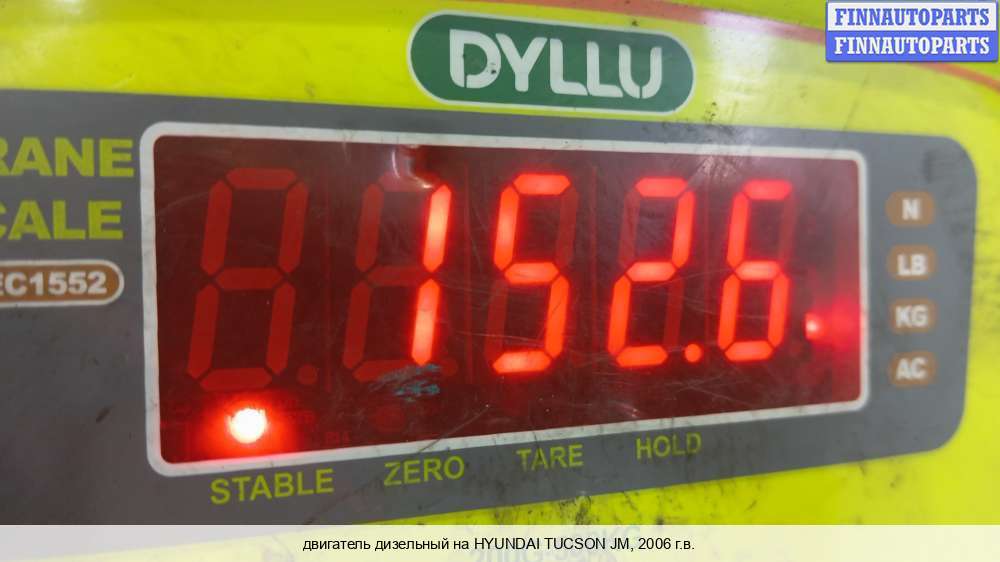 FINNAUTOPARTS
FINNAUTOPARTS
DYLLU
RANE
CALE
EC1552
152.6
N
LB
KG
AC
STABLE ZERO TARE HOLD
двигатель дизельный на HYUNDAI TUCSON JM, 2006 г.в.